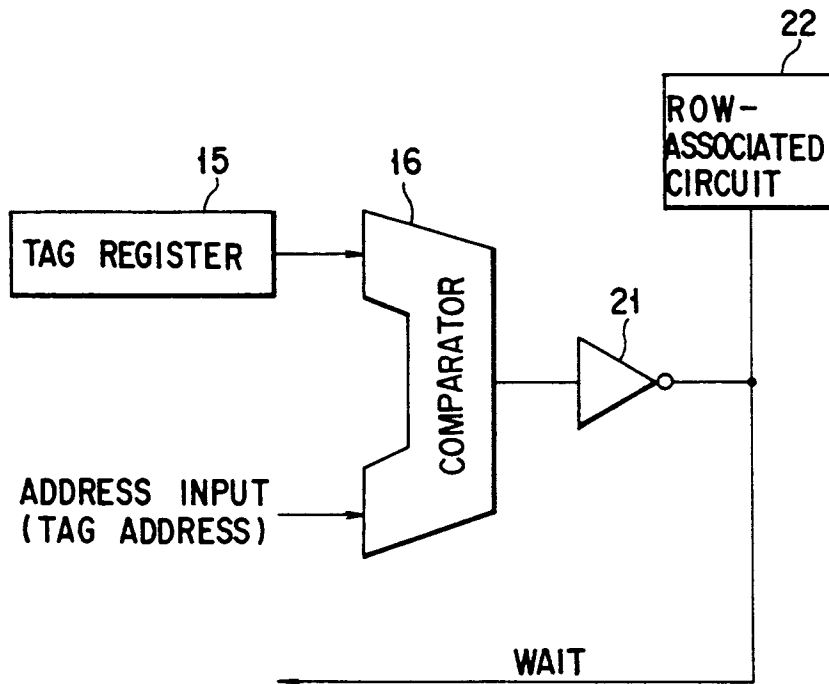 22
ROW-
ASSOCIATED
CIRCUIT
15
16
TAG REGISTER
COMPARATOR
21
ADDRESS INPUT
(TAG ADDRESS)
WAIT